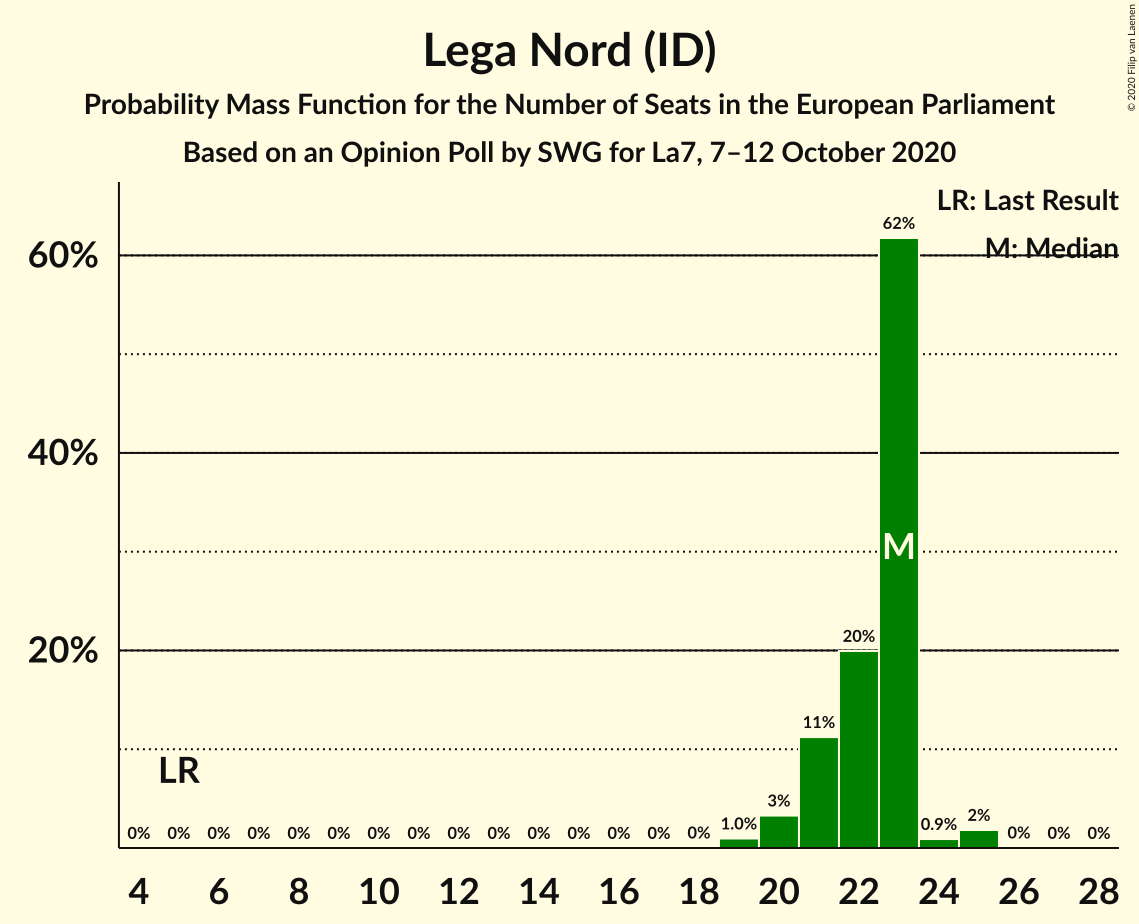 © 2020 Filip van Laenen
Lega Nord (ID)
Probability Mass Function for the Number of Seats in the European Parliament
Based on an Opinion Poll by SWG for La7, 7–12 October 2020
LR: Last Result
M: Median
60%
40%
20%
62%
M
20%
11%
LR
0% 0% 0% 0% 0% 0% 0% 0% 0% 0% 0% 0% 0% 0% 0% 1.0% 3% 0.9% 2% 0% 0% 0%
4 6 8 10 12 14 16 18 20 22 24 26 28